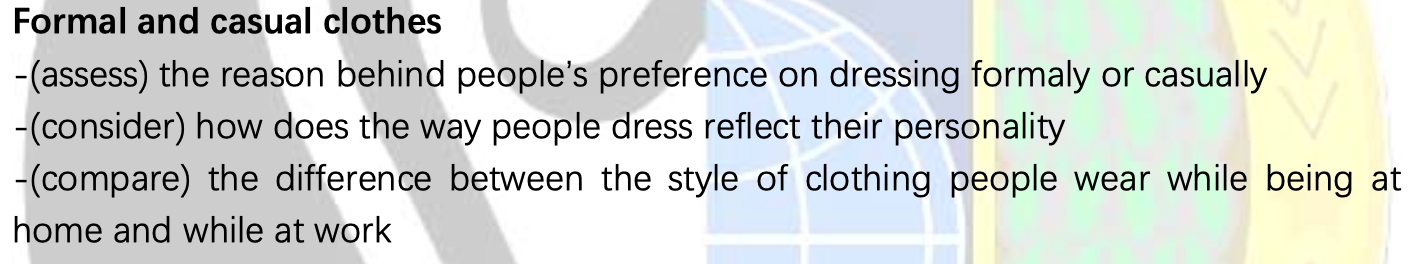 Formal and casual clothes
-(assess) the reason behind people’s preference on dressing formaly or casually
-(consider) how does the way people dress reflect their personality
-(compare) the difference between the style of clothing people wear while being at
home and while at work